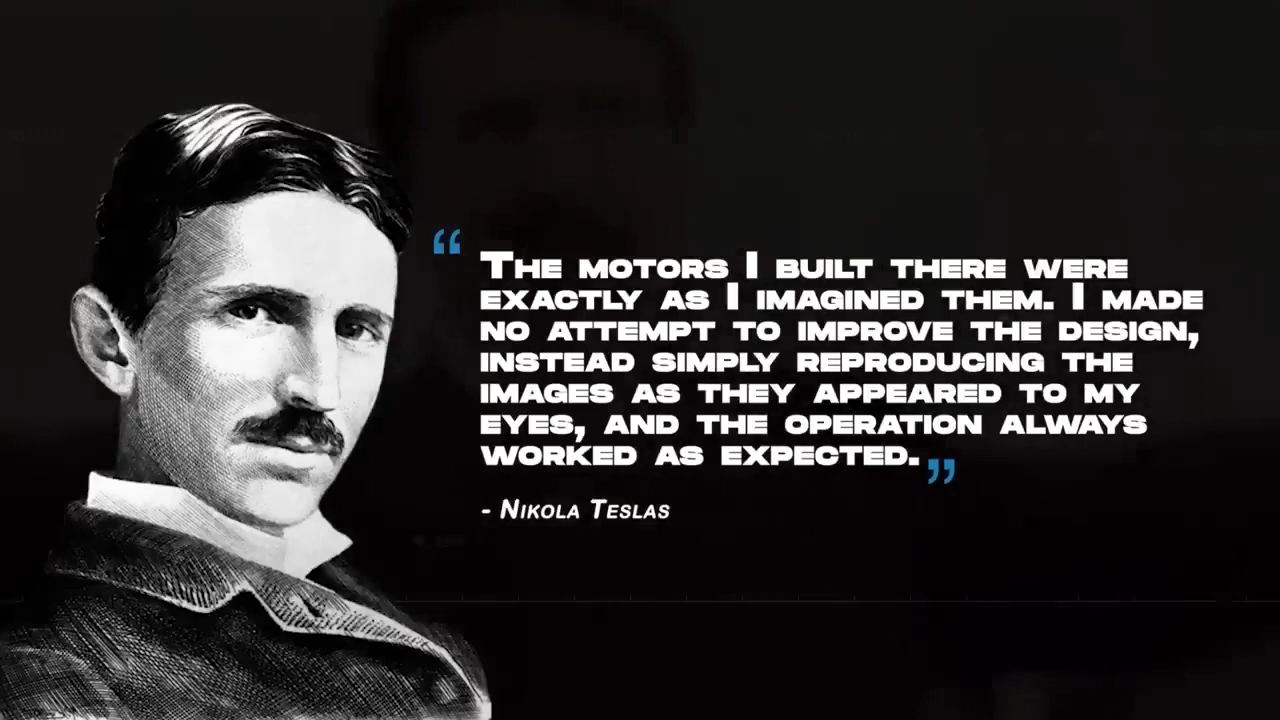 “ The motors I built there were
exactly as I imagined them. I made
no attempt to improve the design,
instead simply reproducing the
images as they appeared to my
eyes, and the operation always
worked as expected. ”
- Nikola Teslas